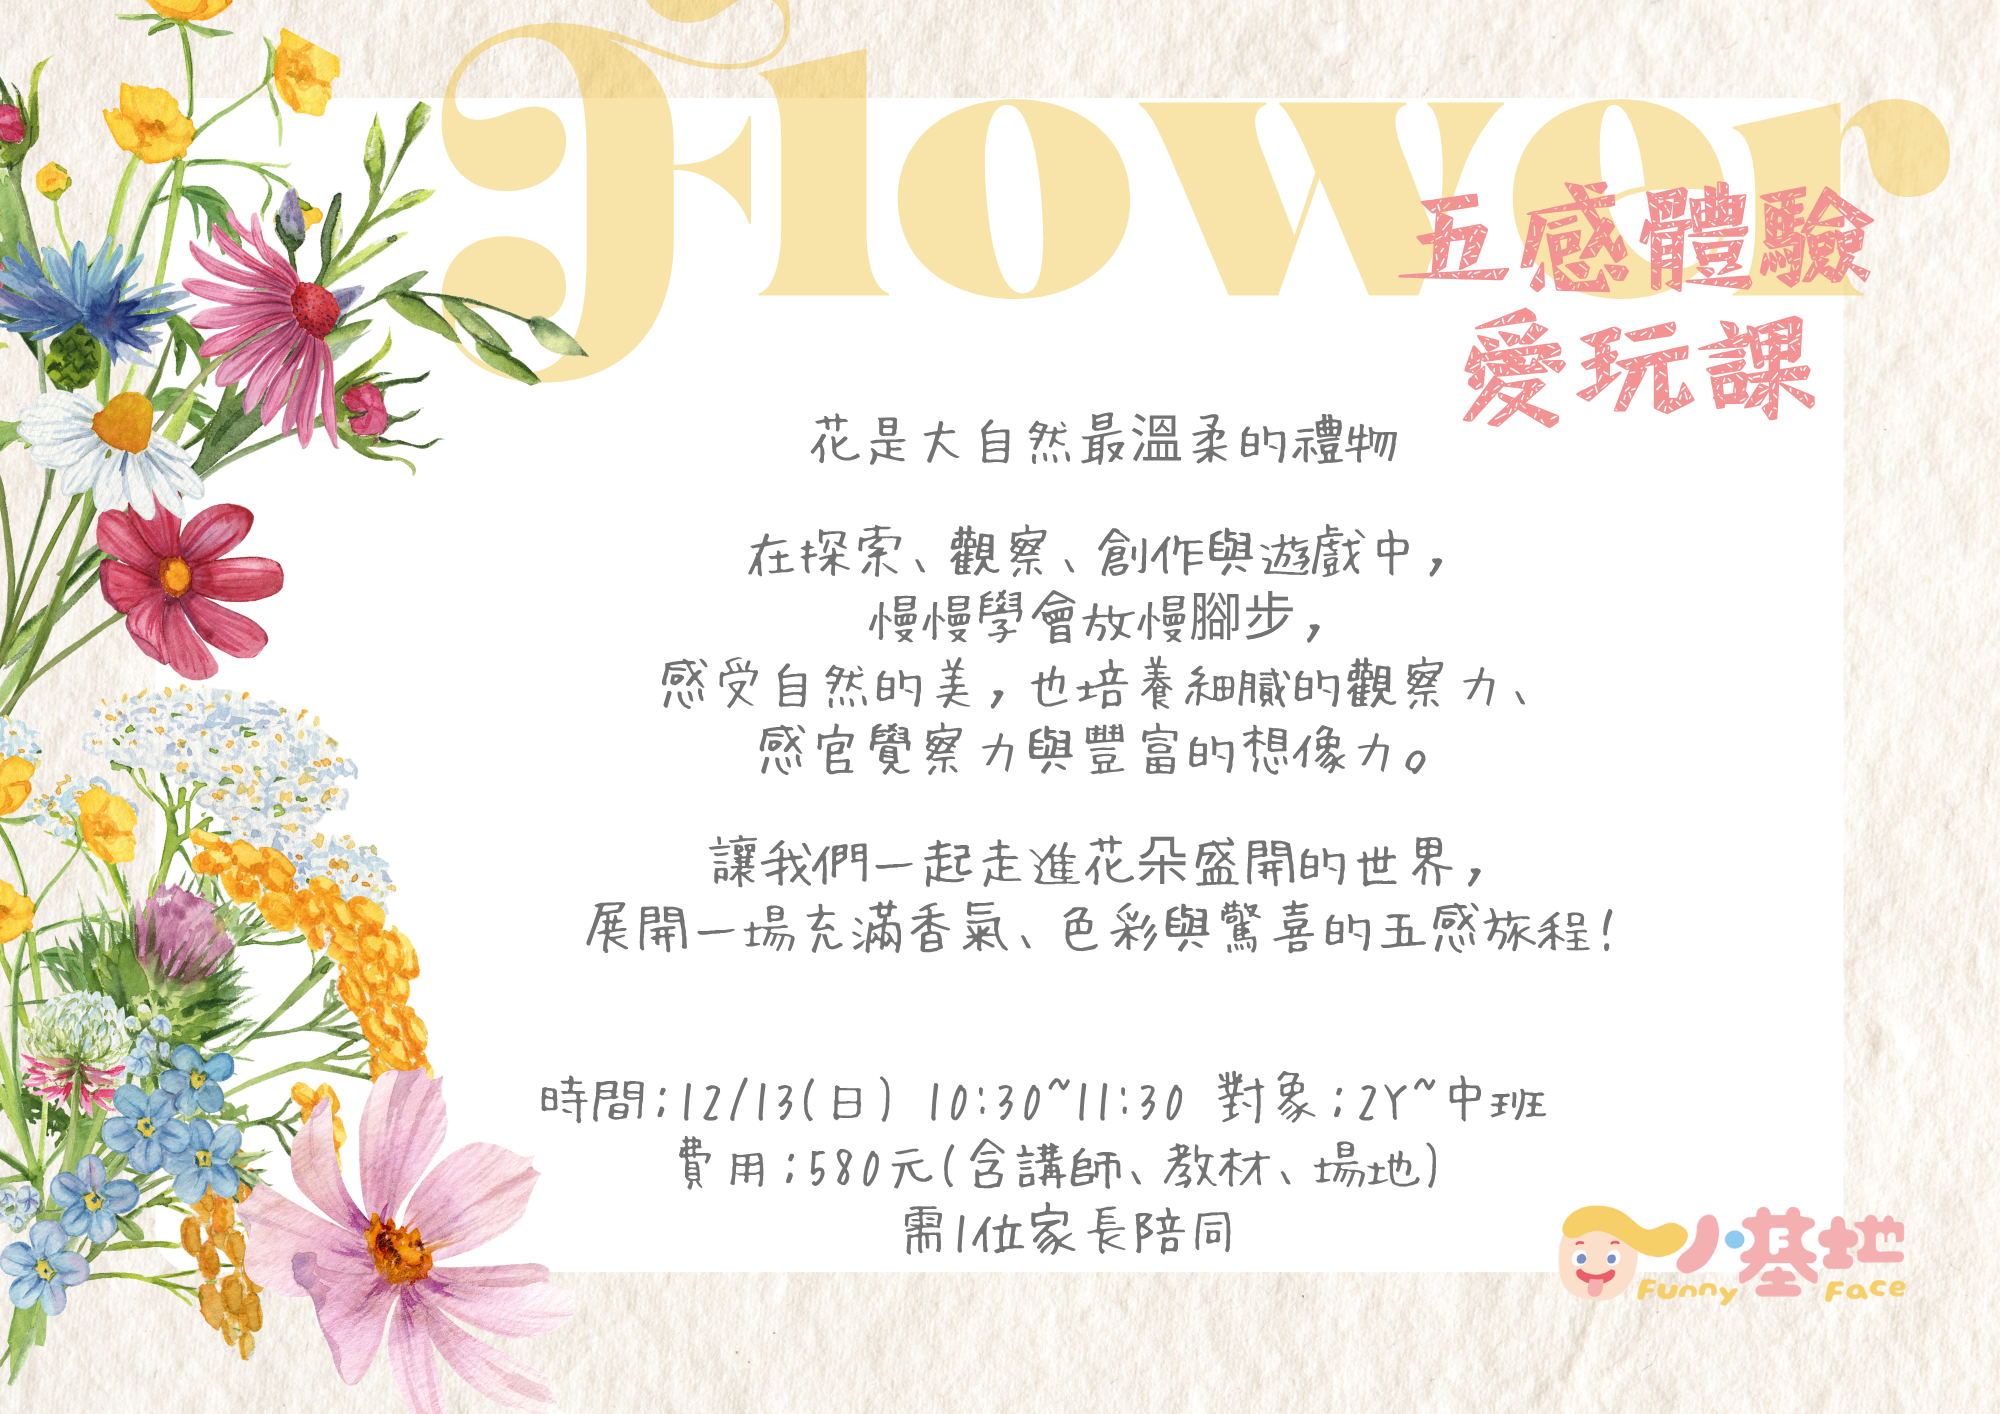 Flower
五感體驗
愛玩課
花是大自然最溫柔的禮物
在探索、觀察、創作與遊戲中，
慢慢學會放慢腳步，
感受自然的美，也培養細膩的觀察力、
感官覺察力與豐富的想像力。
讓我們一起走進花朵盛開的世界，
展開一場充滿香氣、色彩與驚喜的五感旅程！
時間：12/13(日) 10:30~11:30 對象：2Y~中班
費用：580元(含講師、教材、場地)
需1位家長陪同
小基地
Funny Face